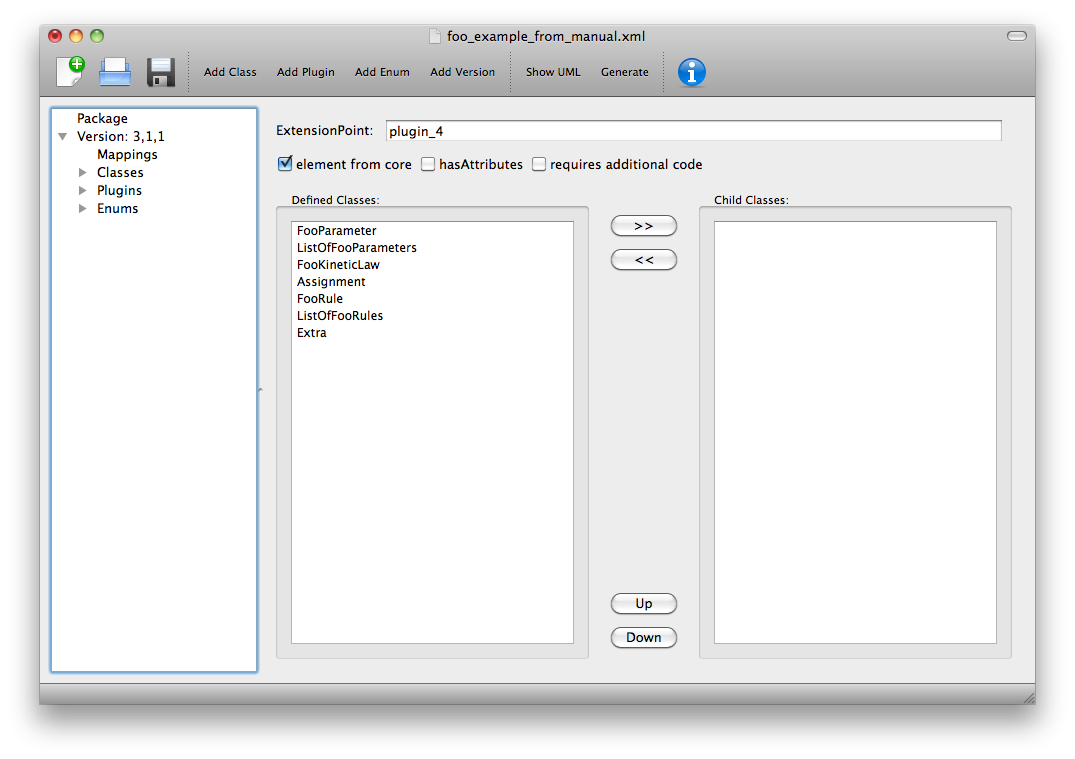 foo_example_from_manual.xml
Add Class Add Plugin Add Enum Add Version Show UML Generate
Package
Version: 3,1,1
Mappings
Classes
Plugins
Enums
ExtensionPoint: plugin_4
element from core hasAttributes requires additional code
Defined Classes:
FooParameter
ListOfFooParameters
FooKineticLaw
Assignment
FooRule
ListOfFooRules
Extra
>>
<<
Up
Down
Child Classes: